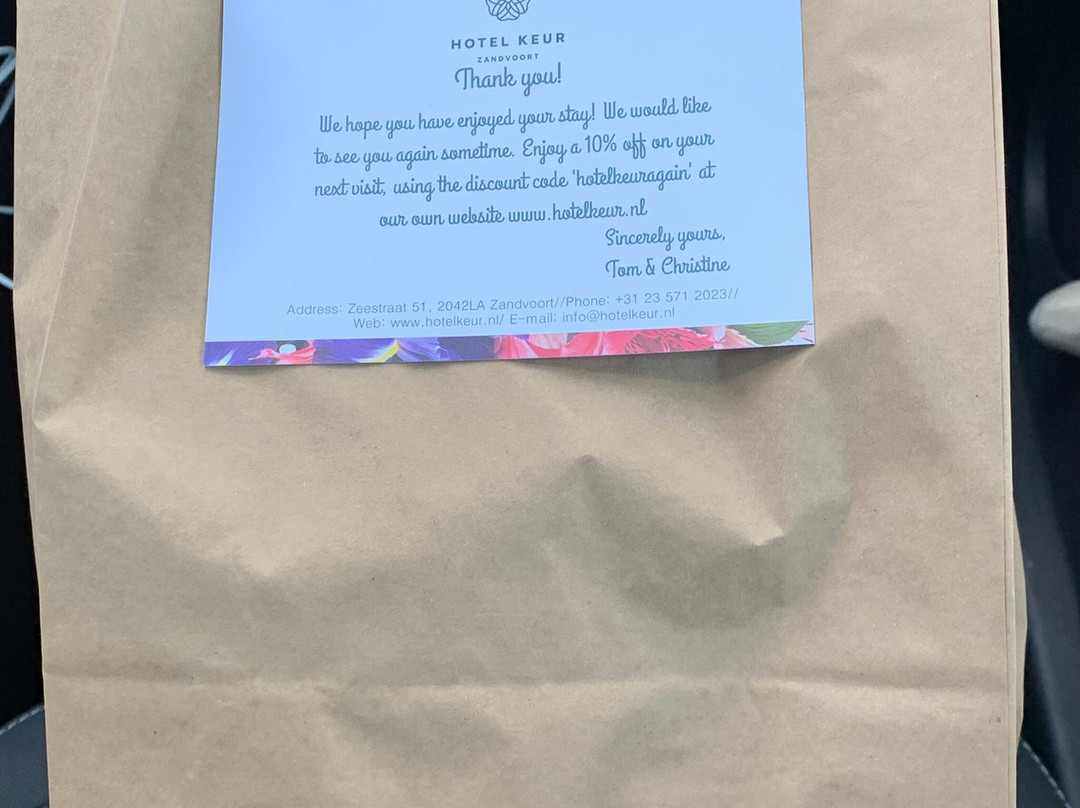 HOTEL KEUR
ZANDVOORT
Thank you!
We hope you have enjoyed your stay! We would like
to see you again sometime. Enjoy a 10% off on your
next visit, using the discount code 'hotelkeuragain' at
our own website www.hotelkeur.nl
Sincerely yours,
Tom & Christine
Address: Zeestraat 51, 2042LA Zandvoort//Phone: +31 23 571 2023//
Web: www.hotelkeur.nl/ E-mail: info@hotelkeur.nl